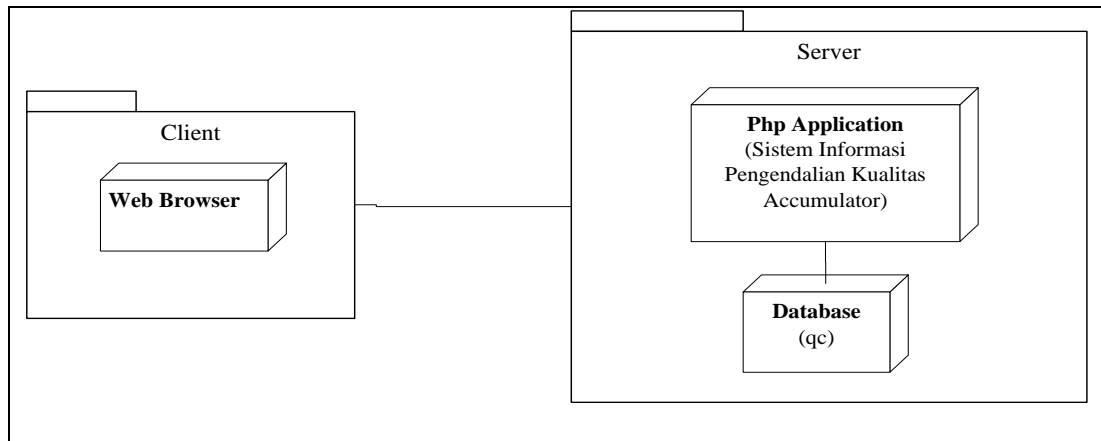 Client
Web Browser
Server
Php Application
(Sistem Informasi
Pengendalian Kualitas
Accumulator)
Database
(qc)